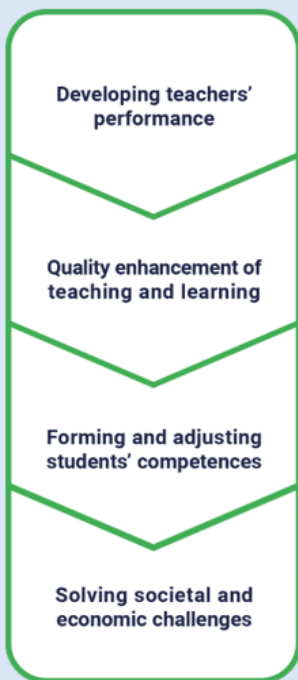 Developing teachers’
performance
Quality enhancement of
teaching and learning
Forming and adjusting
students’ competences
Solving societal and
economic challenges